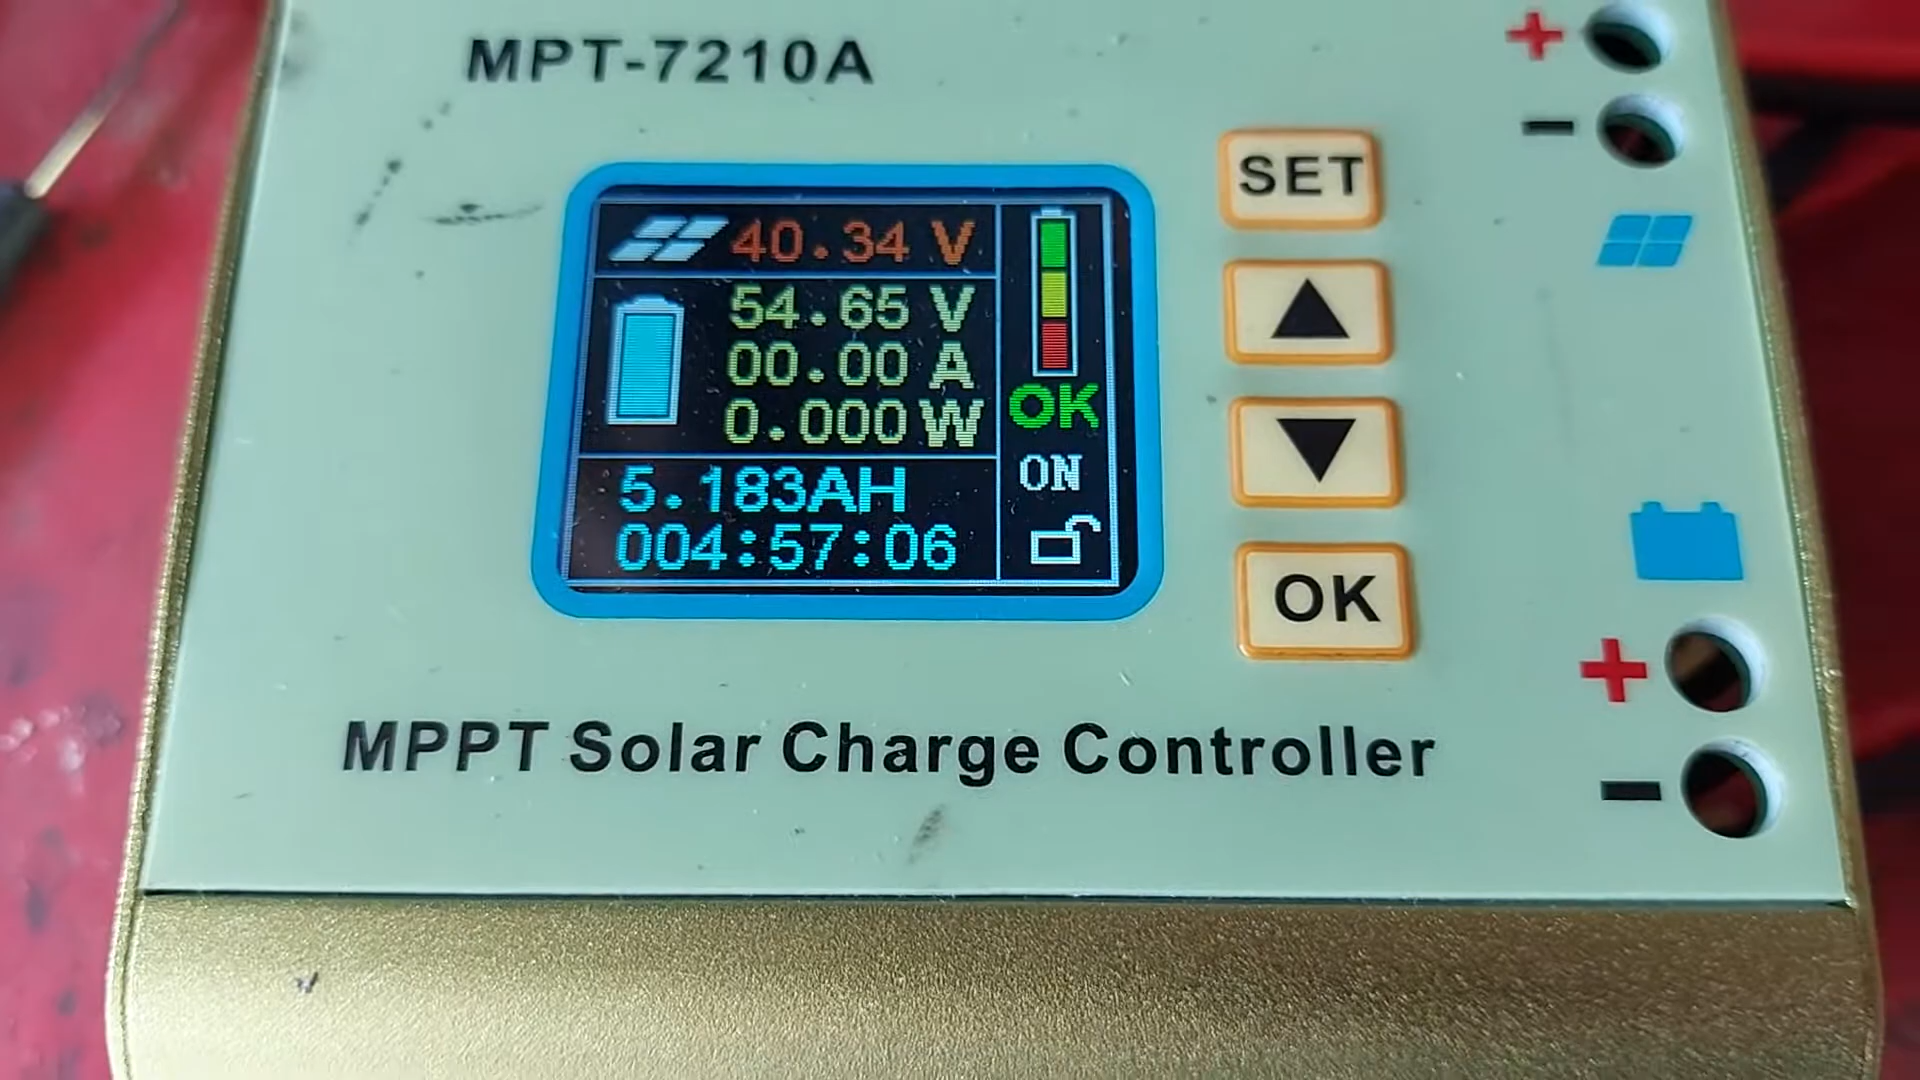 MPT-7210A
SET
40.34 V
54.65 V
00.00 A
0.000 W
OK
ON
5.183AH
004:57:06
OK
MPPT Solar Charge Controller